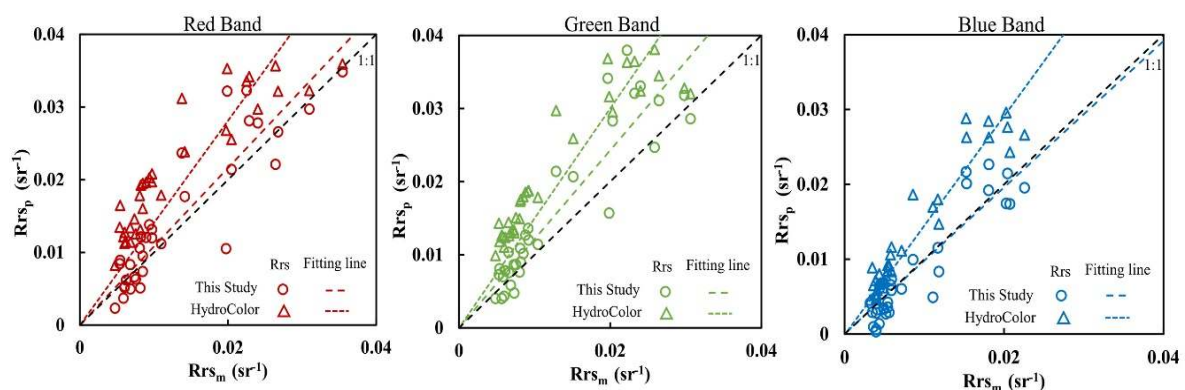 Red Band
0.04
0.03
0.02
0.01
0
Rrsp (sr-1)
1:1
Rrs Fitting line
This Study
HydroColor
0 0.02 0.04
Rrsm (sr-1)
Green Band
0.04
0.03
0.02
0.01
0
Rrsp (sr-1)
1:1
Rrs Fitting line
This Study
HydroColor
0 0.02 0.04
Rrsm (sr-1)
Blue Band
0.04
0.03
0.02
0.01
0
Rrsp (sr-1)
1:1
Rrs Fitting line
This Study
HydroColor
0 0.02 0.04
Rrsm (sr-1)